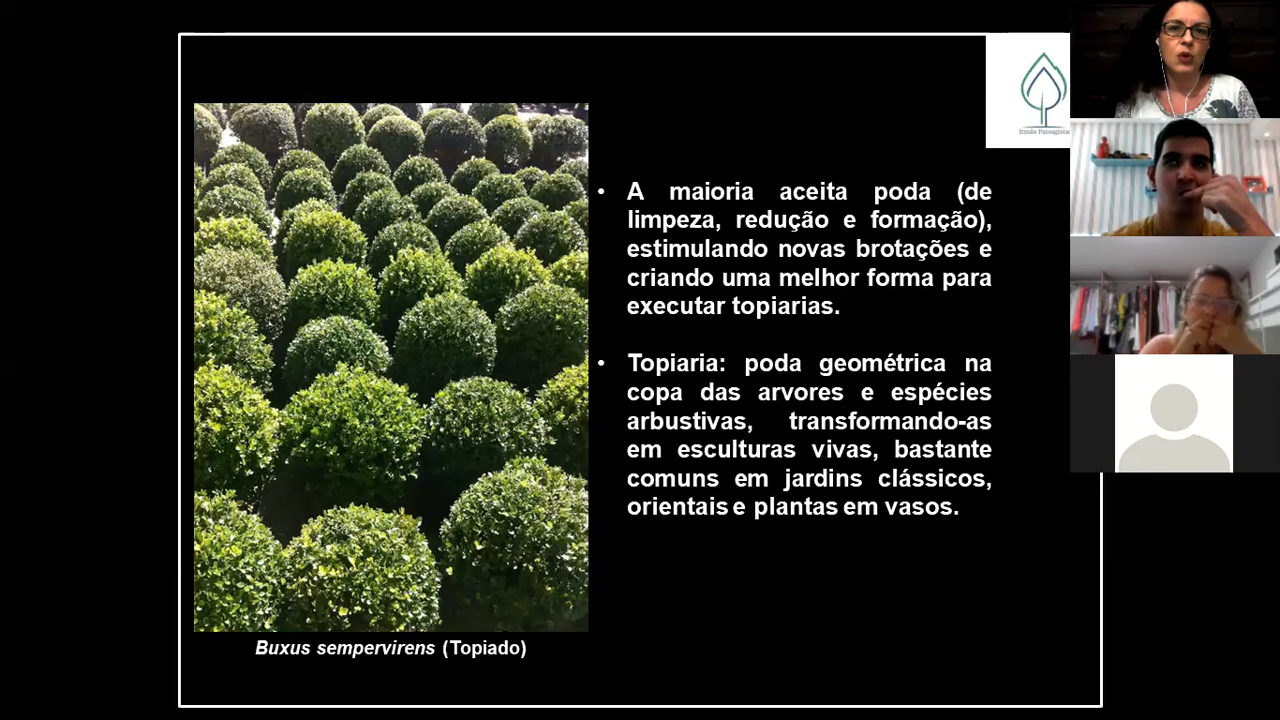 Irmãs Paisagistas
• A maioria aceita poda (de
limpeza, redução e formação),
estimulando novas brotações e
criando uma melhor forma para
executar topiarias.
• Topiaria: poda geométrica na
copa das arvores e espécies
arbustivas, transformando-as
em esculturas vivas, bastante
comuns em jardins clássicos,
orientais e plantas em vasos.
Buxus sempervirens (Topiado)